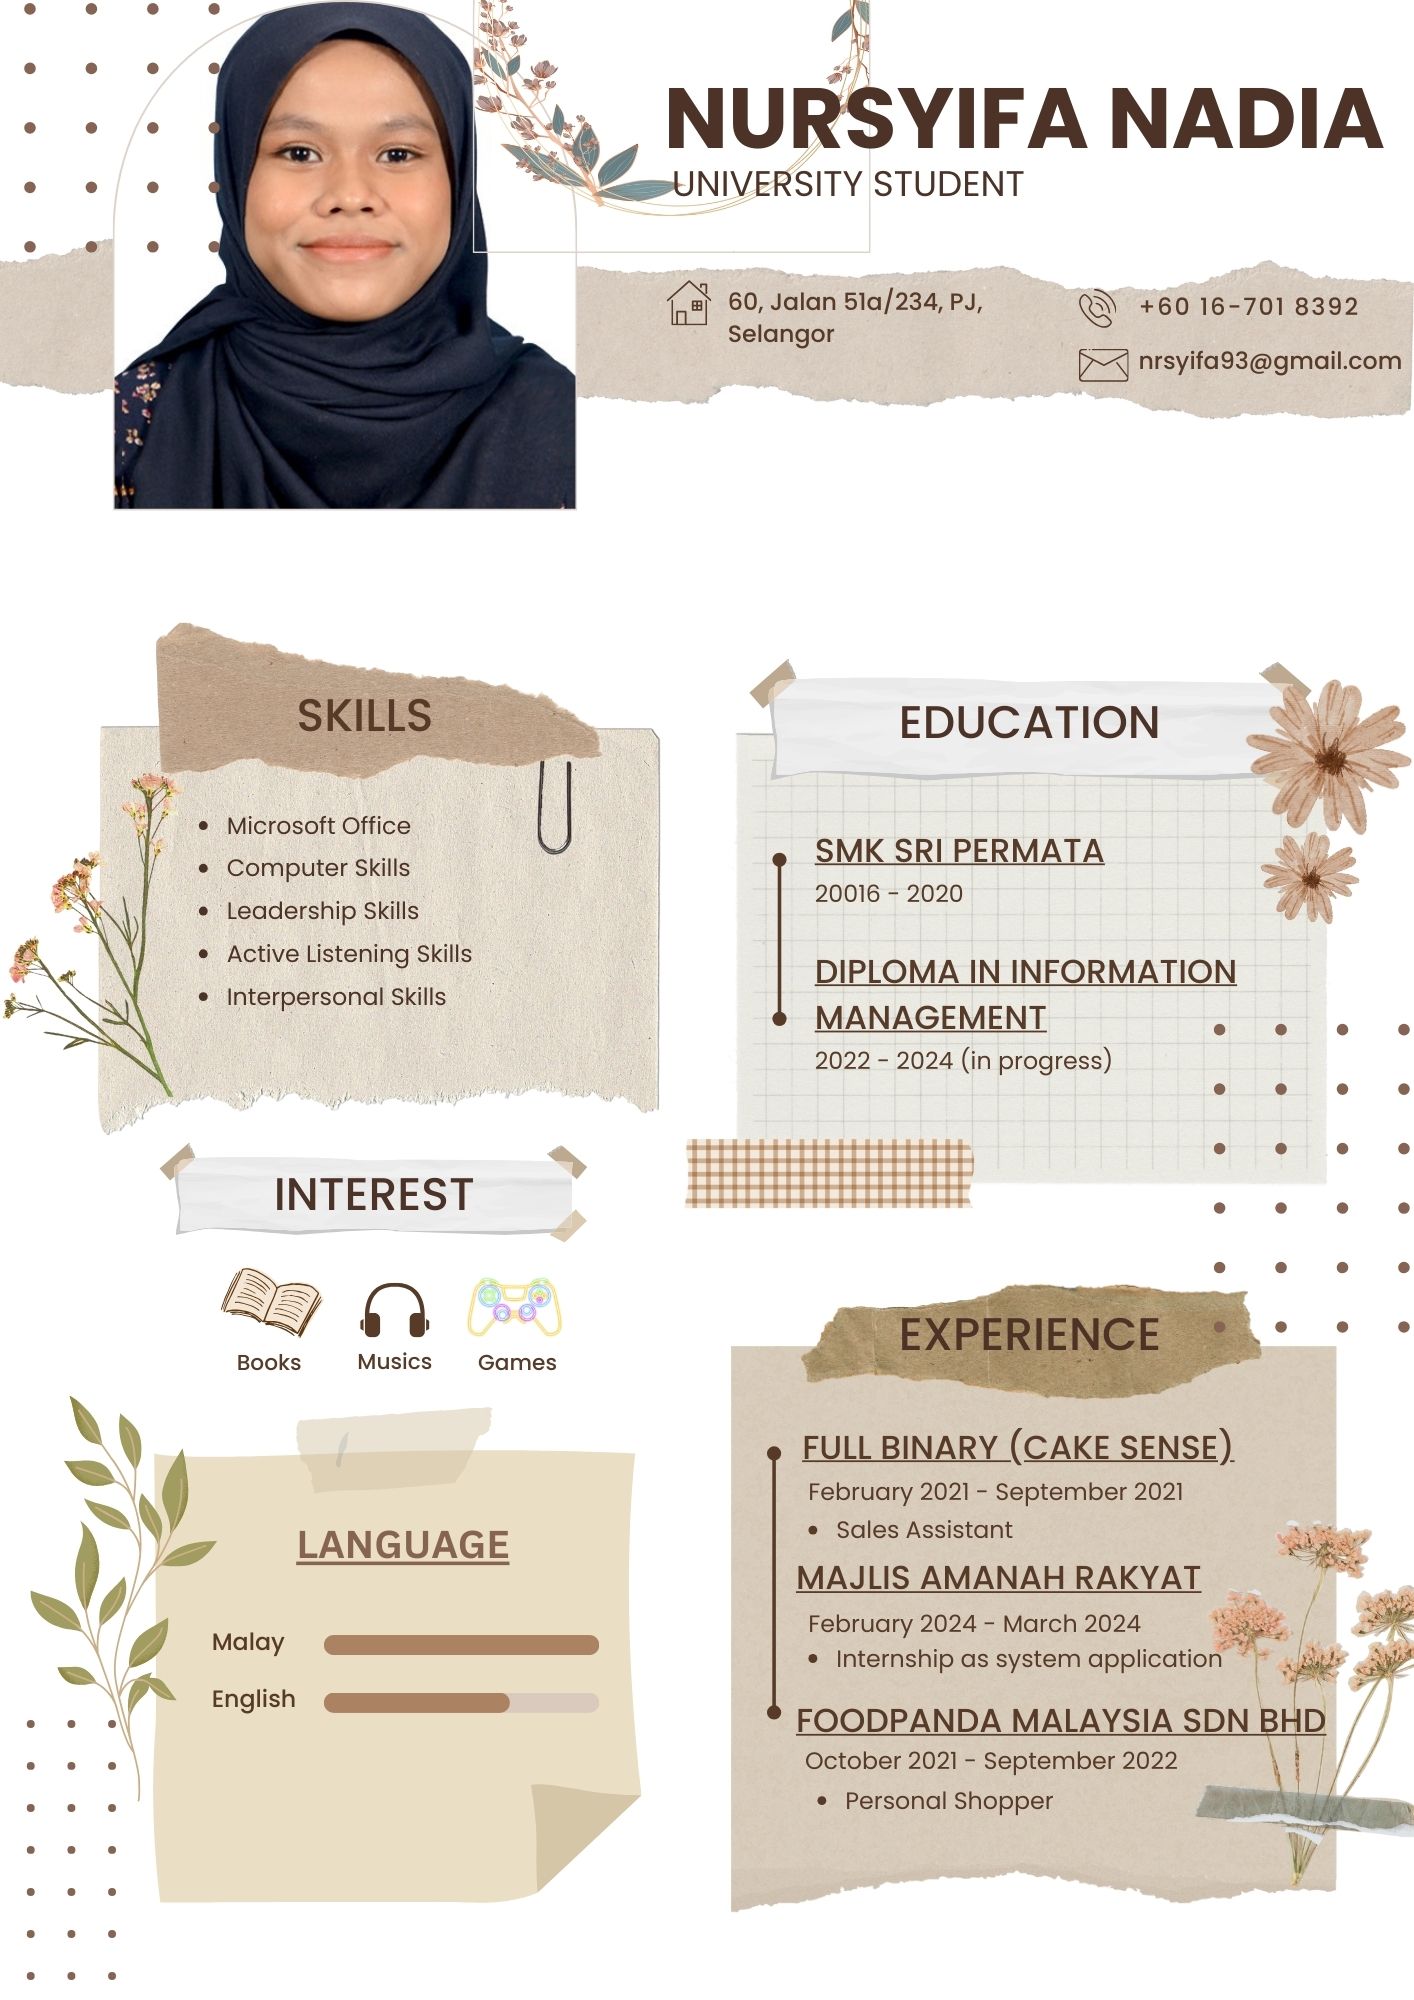 NURSYIFA NADIA
UNIVERSITY STUDENT
60, Jalan 51a/234, PJ,
Selangor
+60 16-701 8392
nrsyifa93@gmail.com
SKILLS
Microsoft Office
Computer Skills
Leadership Skills
Active Listening Skills
Interpersonal Skills
EDUCATION
SMK SRI PERMATA
20016 - 2020
DIPLOMA IN INFORMATION
MANAGEMENT
2022 - 2024 (in progress)
INTEREST
Books
Musics
Games
LANGUAGE
Malay
English
EXPERIENCE
FULL BINARY (CAKE SENSE)
February 2021 - September 2021
Sales Assistant
MAJLIS AMANAH RAKYAT
February 2024 - March 2024
Internship as system application
FOODPANDA MALAYSIA SDN BHD
October 2021 - September 2022
Personal Shopper